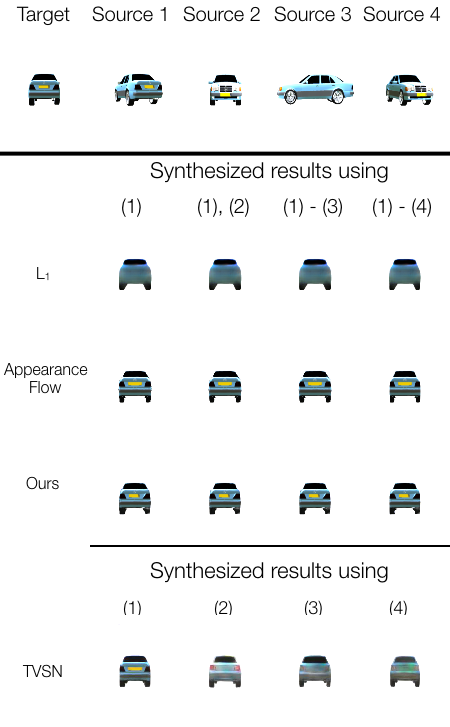 Target Source 1 Source 2 Source 3 Source 4
Synthesized results using
(1) (1), (2) (1) - (3) (1) - (4)
L₁
Appearance
Flow
Ours
Synthesized results using
(1) (2) (3) (4)
TVSN